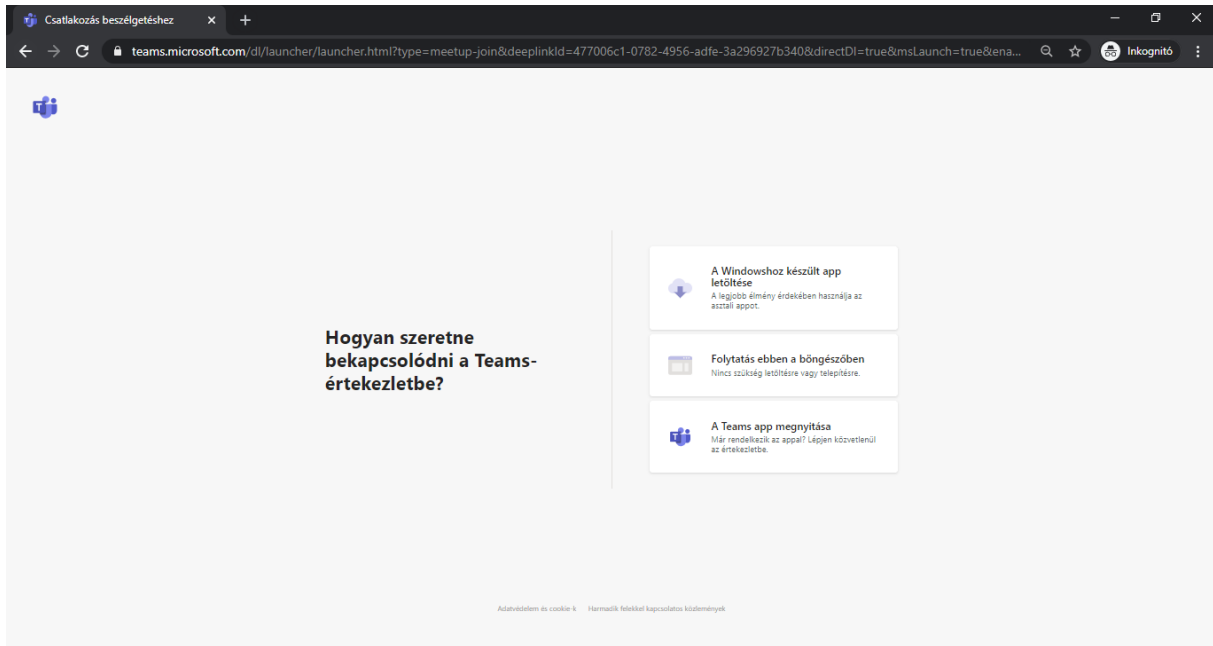 Csatlakozás beszélgetéshez
teams.microsoft.com/dl/launcher/launcher.html?type=meetup-join&deeplinkId=477006c1-0782-4956-adfe-3a296927b340&directDl=true&msLaunch=true&ena...
Inkognitó
Hogyan szeretne
bekapcsolódni a Teams-
értekezletbe?
A Windowshoz készült app
letöltése
A legjobb élmény érdekében használja az
asztali appot.
Folytatás ebben a böngészőben
Nincs szükség letöltésre vagy telepítésre.
A Teams app megnyitása
Már rendelkezik az appal? Lépjen közvetlenül
az értekezletbe.
Adatvédelem és cookie-k Harmadik felekkel kapcsolatos közlemények